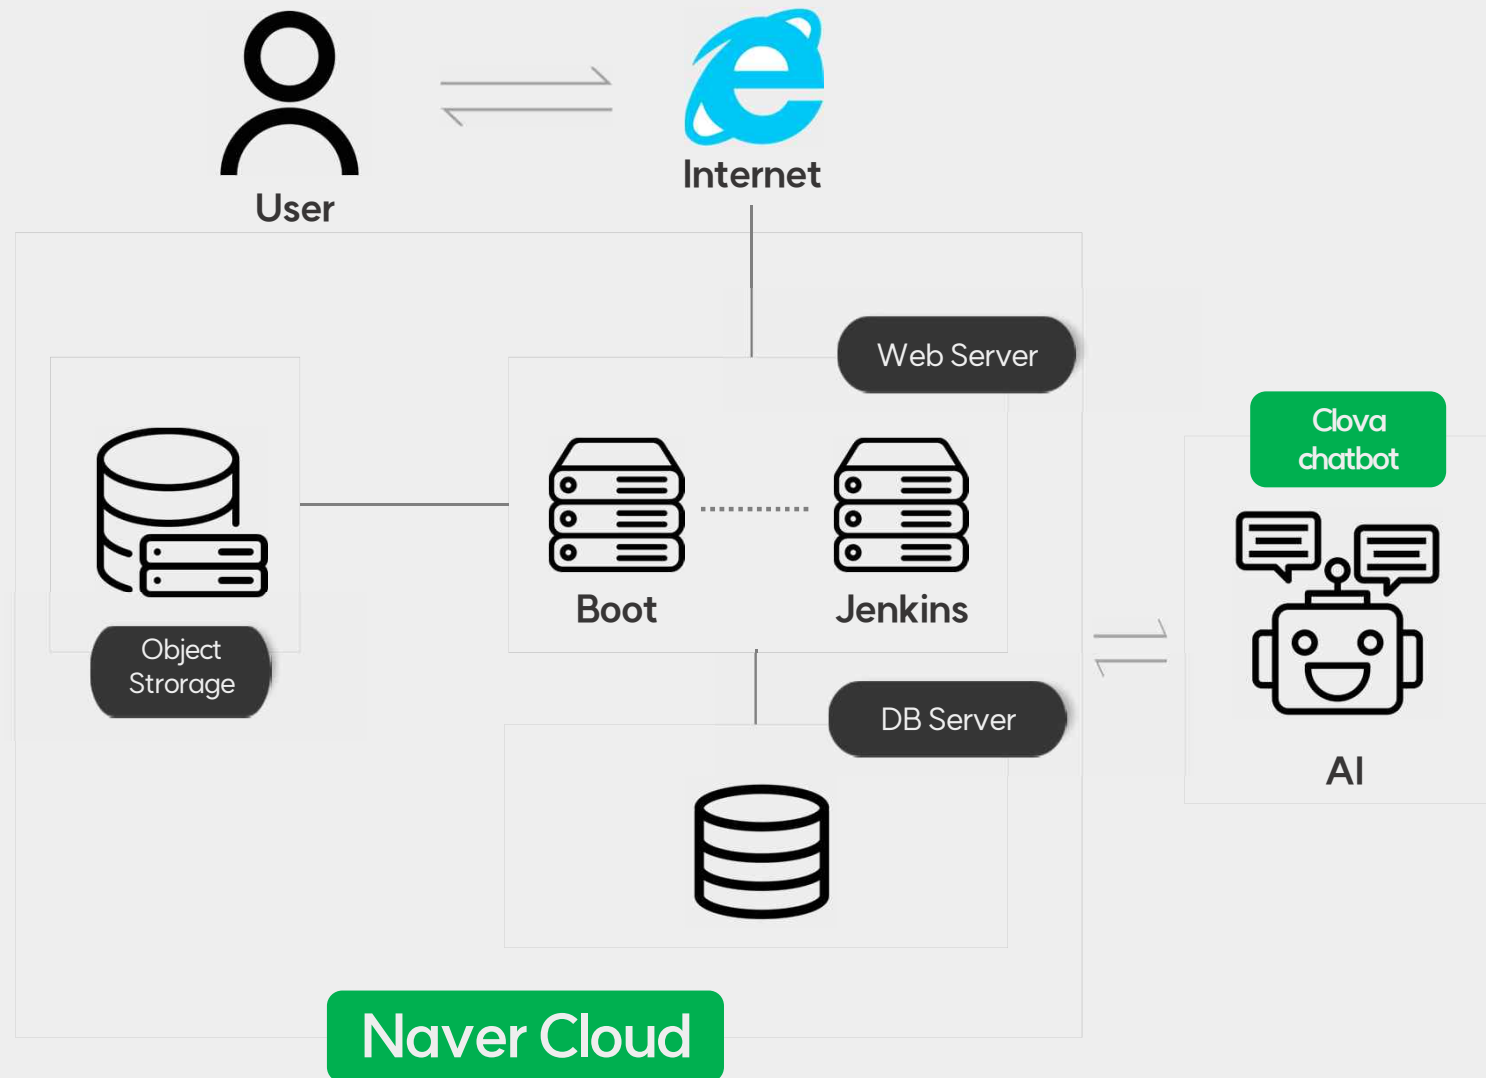 User
Internet
Web Server
Clova
chatbot
Boot
Jenkins
Object
Strorage
DB Server
AI
Naver Cloud